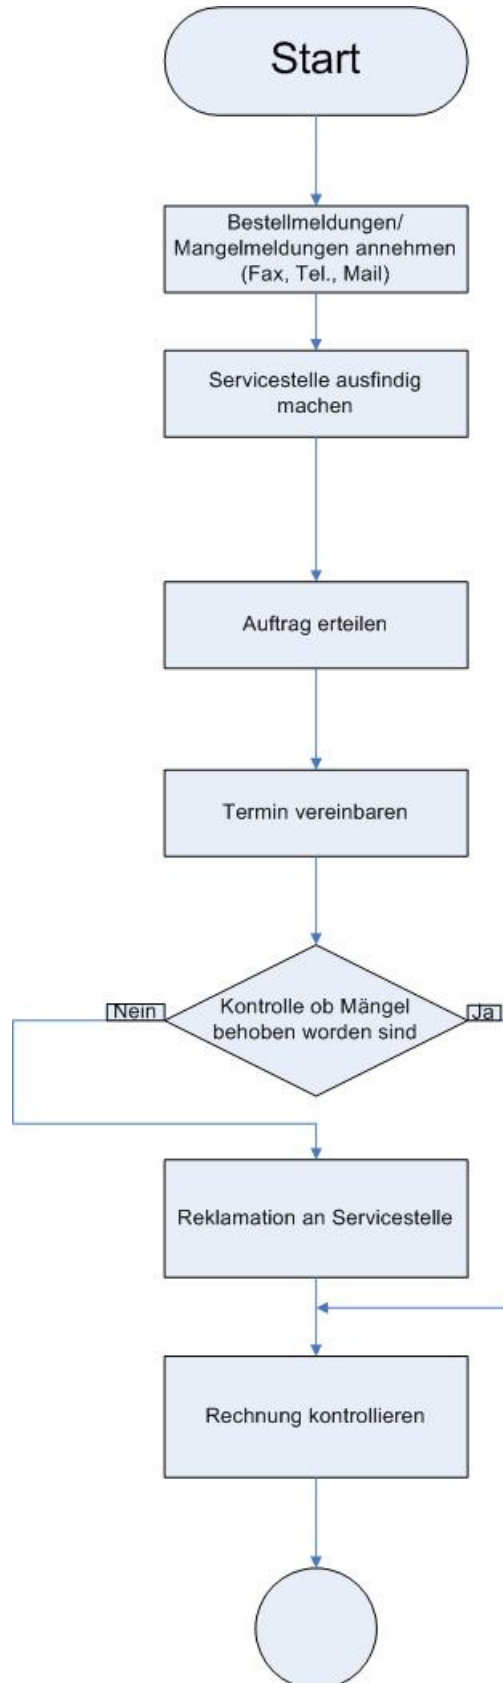 Start
Bestellmeldungen/
Mangelmeldungen annehmen
(Fax, Tel., Mail)
Servicestelle ausfindig
machen
Auftrag erteilen
Termin vereinbaren
Nein
Kontrolle ob Mängel
behoben worden sind
Ja
Reklamation an Servicestelle
Rechnung kontrollieren